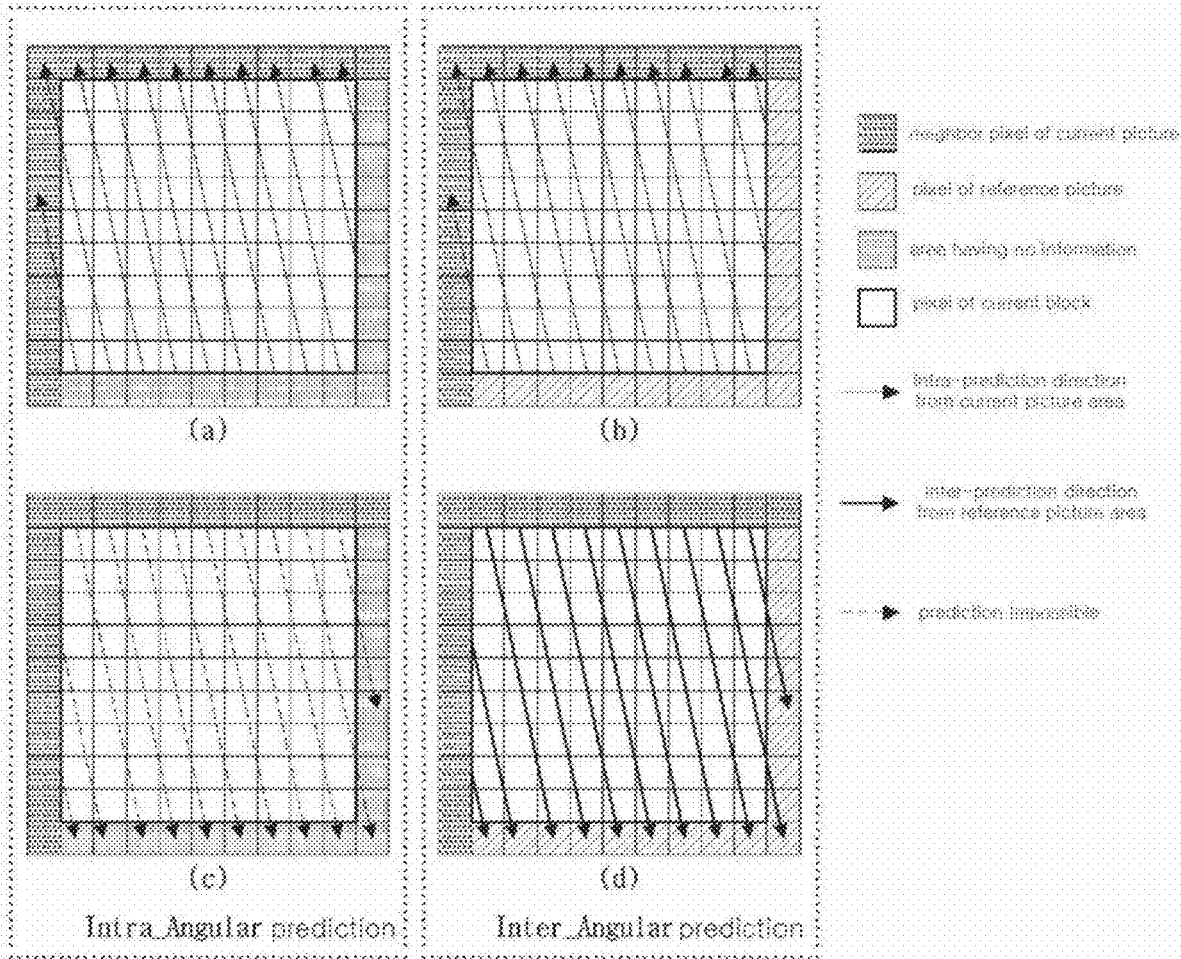 neighbor pixel of current picture
pixel of reference picture
area having no information
pixel of current block
(a)
(b)
Intra-prediction direction
from current picture area
inter-prediction direction
from reference picture area
prediction impossible
(c)
(d)
Intra_Angular prediction
Inter_Angular prediction